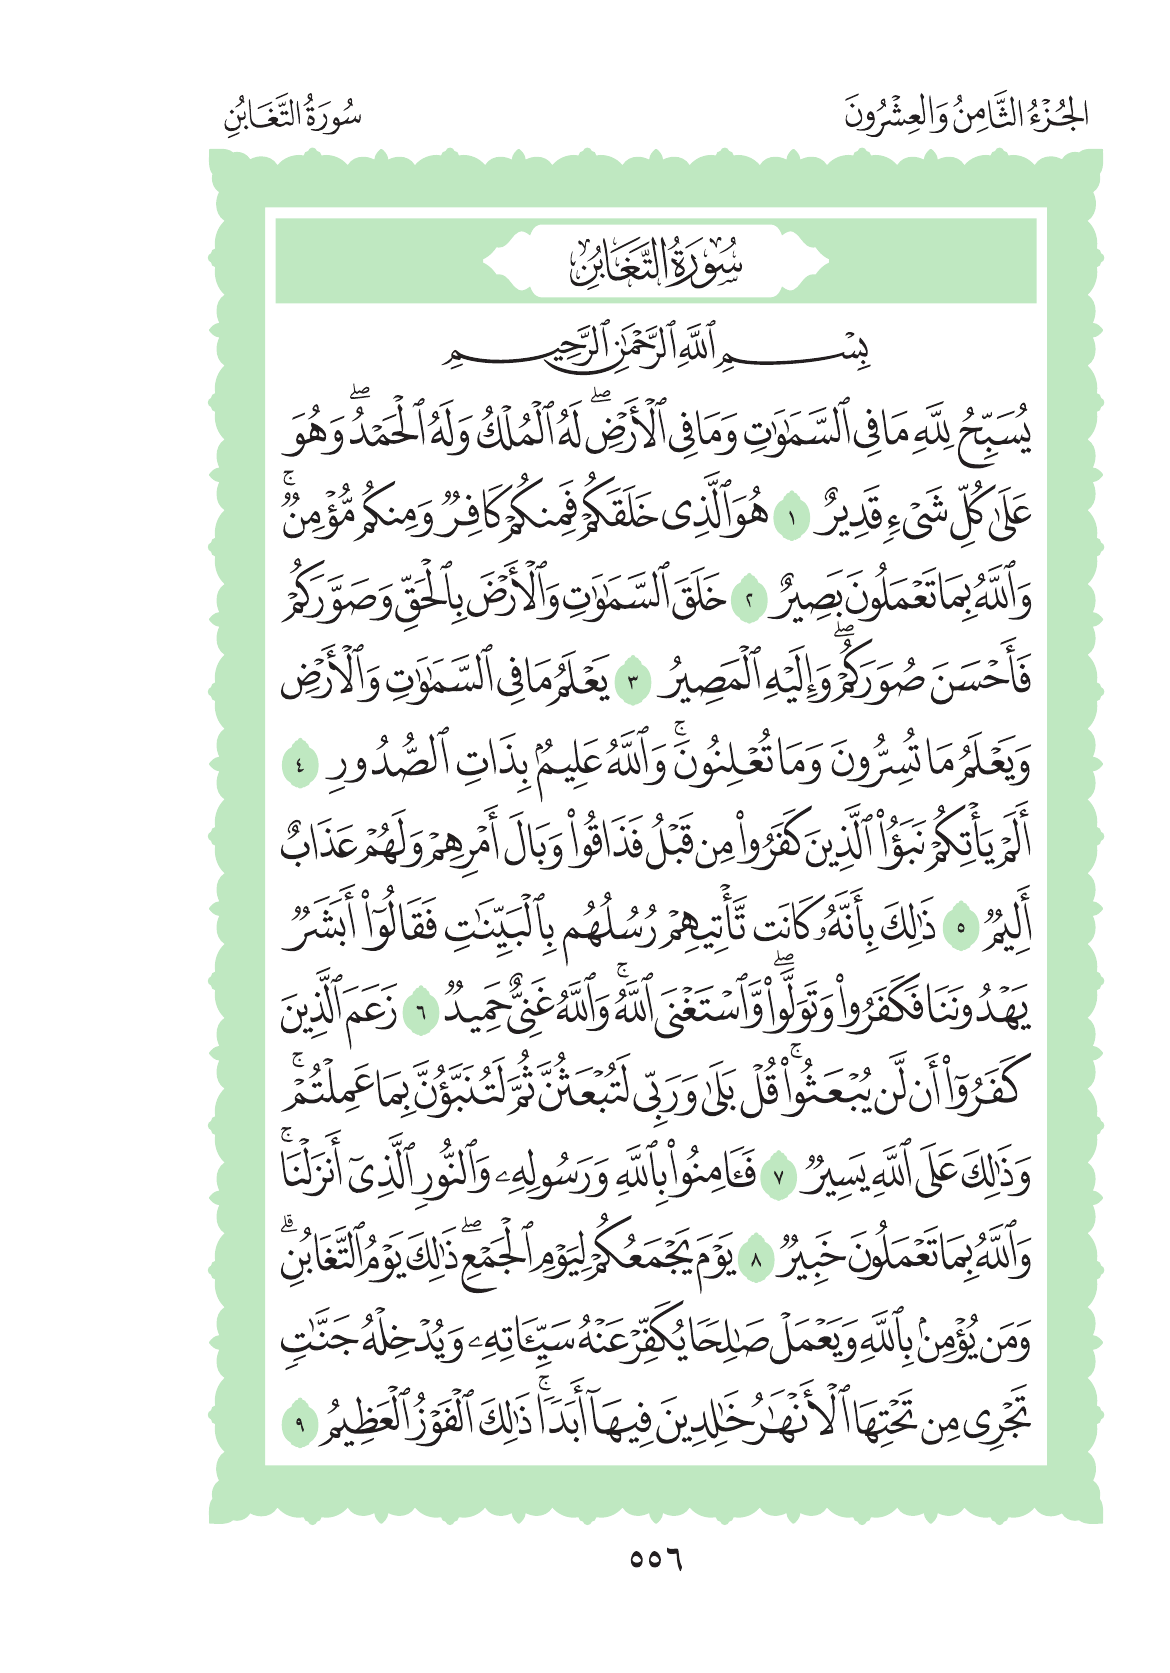 الجُزْءُ الثَّامِنُ وَالعِشْرُونَ
سُورَةُ التَّغَابُنِ
سُورَةُ التَّغَابُنِ
بِسْمِ ٱللَّهِ ٱلرَّحْمَٰنِ ٱلرَّحِيمِ
يُسَبِّحُ لِلَّهِ مَا فِي ٱلسَّمَٰوَٰتِ وَمَا فِي ٱلْأَرْضِۖ لَهُ ٱلْمُلْكُ وَلَهُ ٱلْحَمْدُۖ وَهُوَ
عَلَىٰ كُلِّ شَيْءٍ قَدِيرٌ ١ هُوَ ٱلَّذِي خَلَقَكُمْ فَمِنكُمْ كَافِرٌ وَمِنكُم مُّؤْمِنٌۚ
وَٱللَّهُ بِمَا تَعْمَلُونَ بَصِيرٌ ٢ خَلَقَ ٱلسَّمَٰوَٰتِ وَٱلْأَرْضَ بِٱلْحَقِّ وَصَوَّرَكُمْ
فَأَحْسَنَ صُوَرَكُمْۖ وَإِلَيْهِ ٱلْمَصِيرُ ٣ يَعْلَمُ مَا فِي ٱلسَّمَٰوَٰتِ وَٱلْأَرْضِ
وَيَعْلَمُ مَا تُسِرُّونَ وَمَا تُعْلِنُونَۚ وَٱللَّهُ عَلِيمُۢ بِذَاتِ ٱلصُّدُورِ ٤
أَلَمْ يَأْتِكُمْ نَبَؤُا۟ ٱلَّذِينَ كَفَرُوا۟ مِن قَبْلُ فَذَاقُوا۟ وَبَالَ أَمْرِهِمْ وَلَهُمْ عَذَابٌ
أَلِيمٌ ٥ ذَٰلِكَ بِأَنَّهُۥ كَانَت تَّأْتِيهِمْ رُسُلُهُم بِٱلْبَيِّنَٰتِ فَقَالُوٓا۟ أَبَشَرٌ
يَهْدُونَنَا فَكَفَرُوا۟ وَتَوَلَّوا۟ۖ وَّٱسْتَغْنَى ٱللَّهُۚ وَٱللَّهُ غَنِيٌّ حَمِيدٌ ٦ زَعَمَ ٱلَّذِينَ
كَفَرُوٓا۟ أَن لَّن يُبْعَثُوا۟ۚ قُلْ بَلَىٰ وَرَبِّي لَتُبْعَثُنَّ ثُمَّ لَتُنَبَّؤُنَّ بِمَا عَمِلْتُمْۚ
وَذَٰلِكَ عَلَى ٱللَّهِ يَسِيرٌ ٧ فَـَٔامِنُوا۟ بِٱللَّهِ وَرَسُولِهِۦ وَٱلنُّورِ ٱلَّذِيٓ أَنزَلْنَاۚ
وَٱللَّهُ بِمَا تَعْمَلُونَ خَبِيرٌ ٨ يَوْمَ يَجْمَعُكُمْ لِيَوْمِ ٱلْجَمْعِۖ ذَٰلِكَ يَوْمُ ٱلتَّغَابُنِۗ
وَمَن يُؤْمِنۢ بِٱللَّهِ وَيَعْمَلْ صَٰلِحًا يُكَفِّرْ عَنْهُ سَيِّـَٔاتِهِۦ وَيُدْخِلْهُ جَنَّٰتٍ
تَجْرِي مِن تَحْتِهَا ٱلْأَنْهَٰرُ خَٰلِدِينَ فِيهَآ أَبَدًاۚ ذَٰلِكَ ٱلْفَوْزُ ٱلْعَظِيمُ ٩
٥٥٦